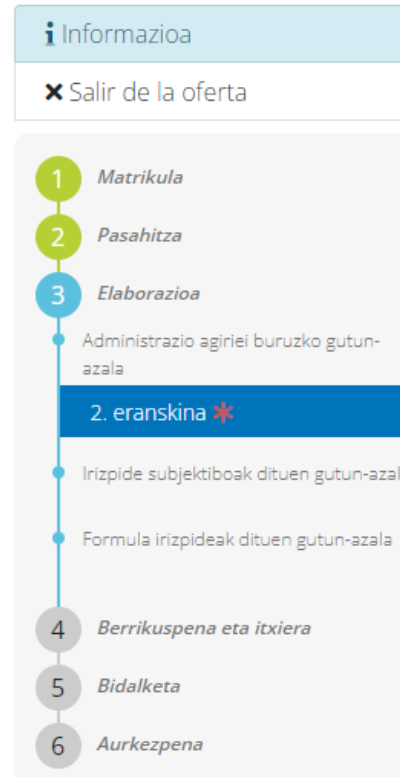 Informazioa
Salir de la oferta
1 Matrikula
2 Pasahitza
3 Elaborazioa
Administrazio agiriei buruzko gutun-
azala
2. eranskina *
Irizpide subjektiboak dituen gutun-azal
Formula irizpideak dituen gutun-azala
4 Berrikuspena eta itxiera
5 Bidalketa
6 Aurkezpena